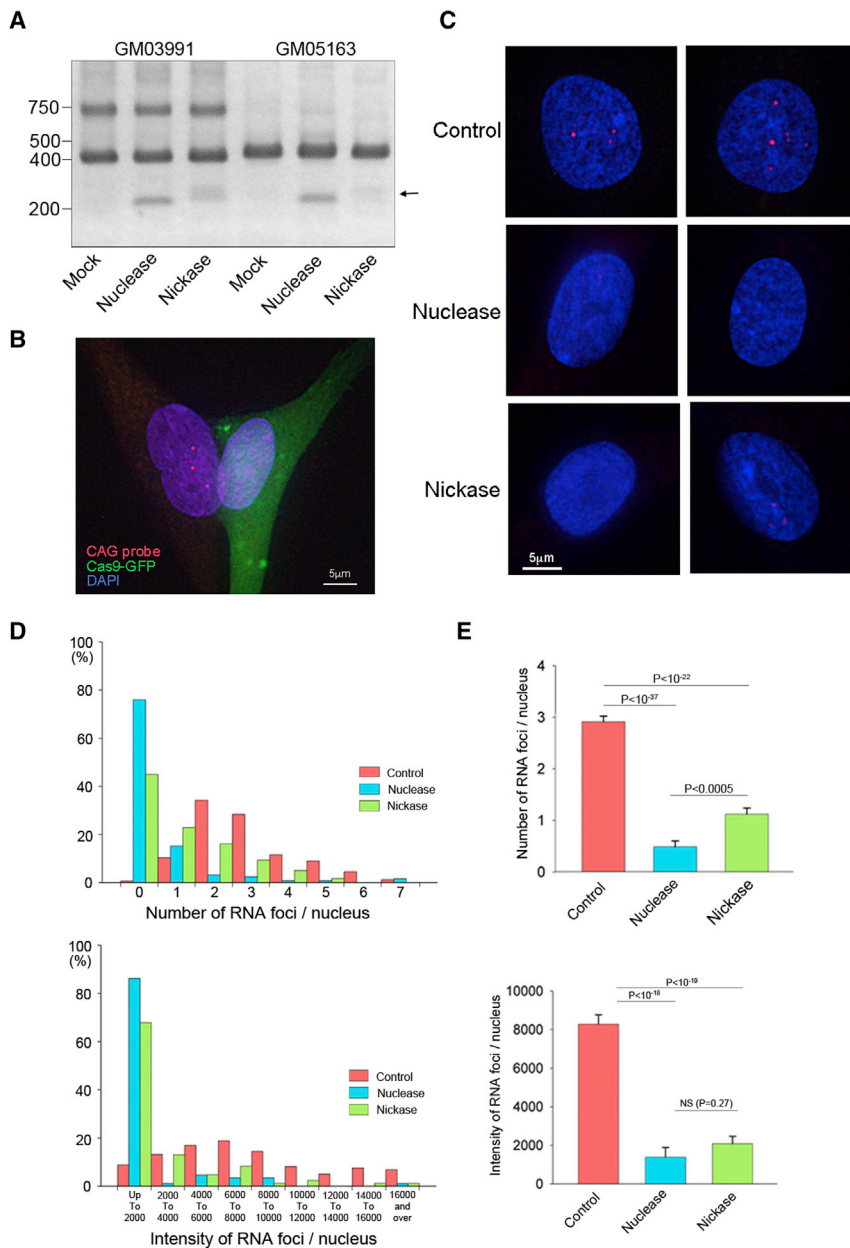 A
GM03991 GM05163
750
500
400
200
Mock
Nuclease
Nickase
Mock
Nuclease
Nickase
B
CAG probe
Cas9-GFP
DAPI
5μm
C
Control
Nuclease
Nickase
5μm
D
100
(%)
80
60
40
20
0
Control
Nuclease
Nickase
0 1 2 3 4 5 6 7
Number of RNA foci / nucleus
100
(%)
80
60
40
20
0
Control
Nuclease
Nickase
Up To 2000
2000 To 4000
4000 To 6000
6000 To 8000
8000 To 10000
10000 To 12000
12000 To 14000
14000 To 16000
16000 and over
Intensity of RNA foci / nucleus
E
Number of RNA foci / nucleus
4
3
2
1
0
P<10-22
P<10-37
P<0.0005
Control
Nuclease
Nickase
Intensity of RNA foci / nucleus
10000
8000
6000
4000
2000
0
P<10-19
P<10-18
NS (P=0.27)
Control
Nuclease
Nickase